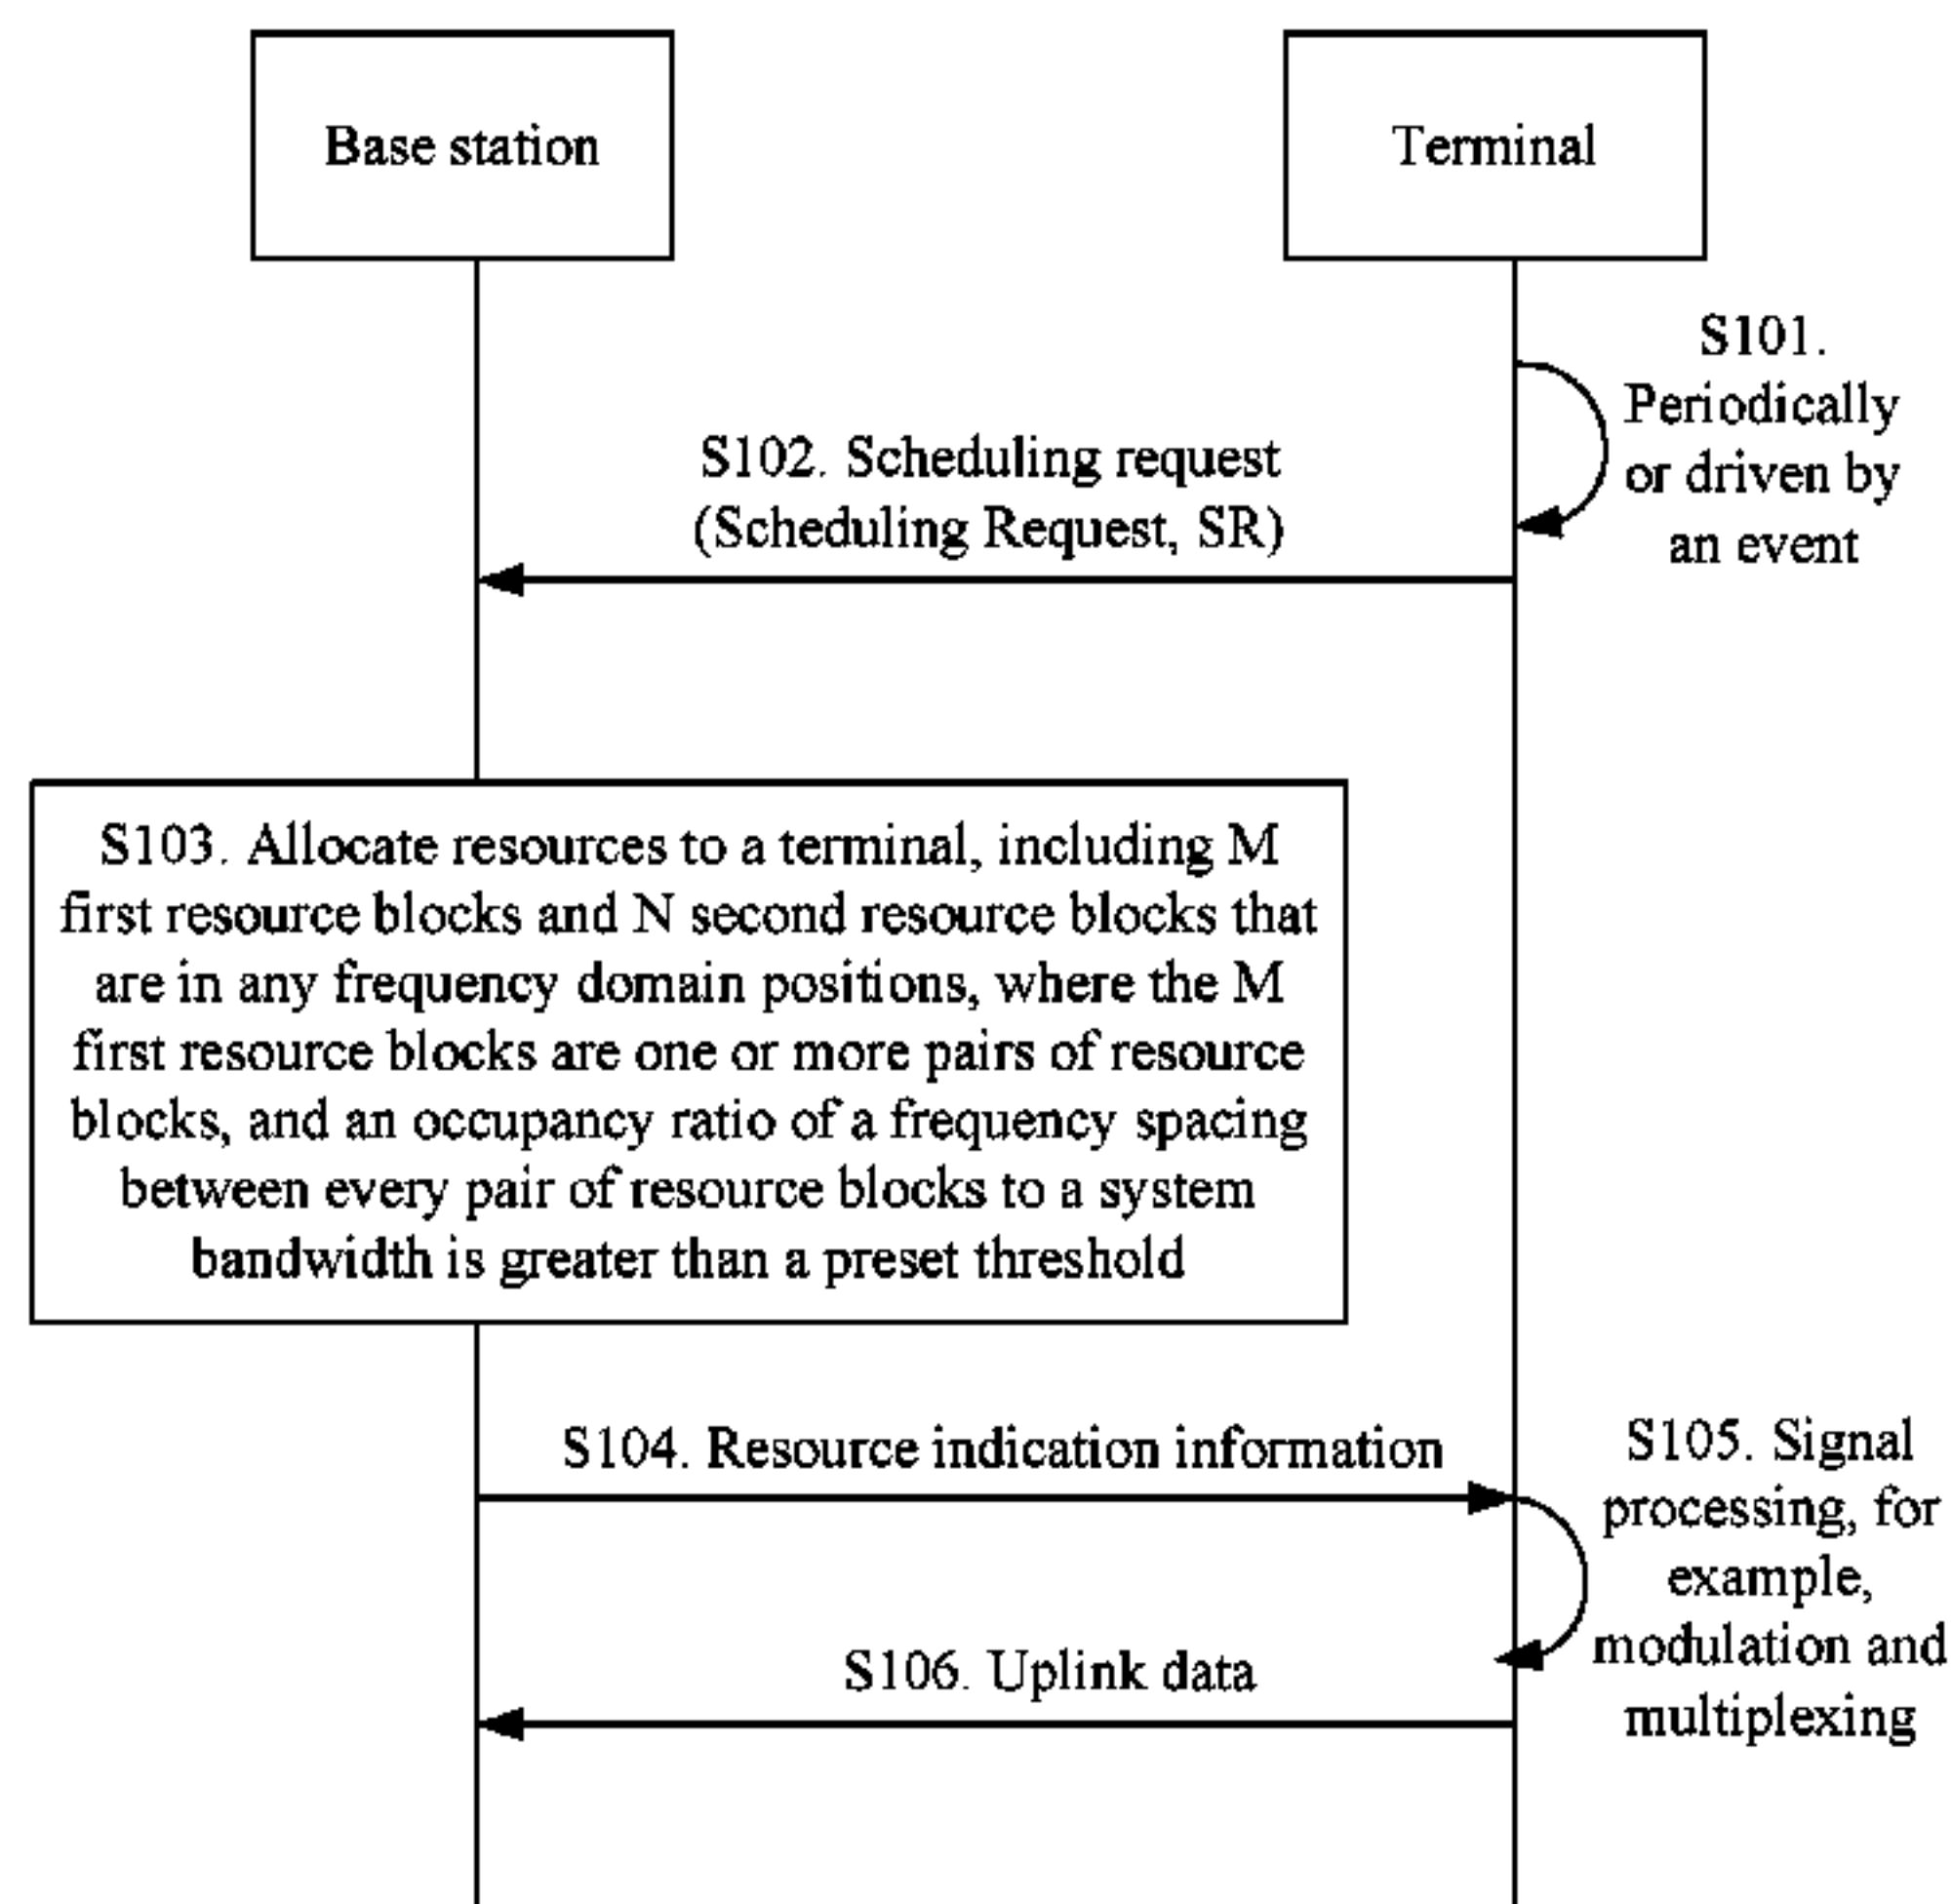 Base station
Terminal
S101.
Periodically
or driven by
an event
S102. Scheduling request
(Scheduling Request, SR)
S103. Allocate resources to a terminal, including M
first resource blocks and N second resource blocks that
are in any frequency domain positions, where the M
first resource blocks are one or more pairs of resource
blocks, and an occupancy ratio of a frequency spacing
between every pair of resource blocks to a system
bandwidth is greater than a preset threshold
S104. Resource indication information
S105. Signal
processing, for
example,
modulation and
multiplexing
S106. Uplink data